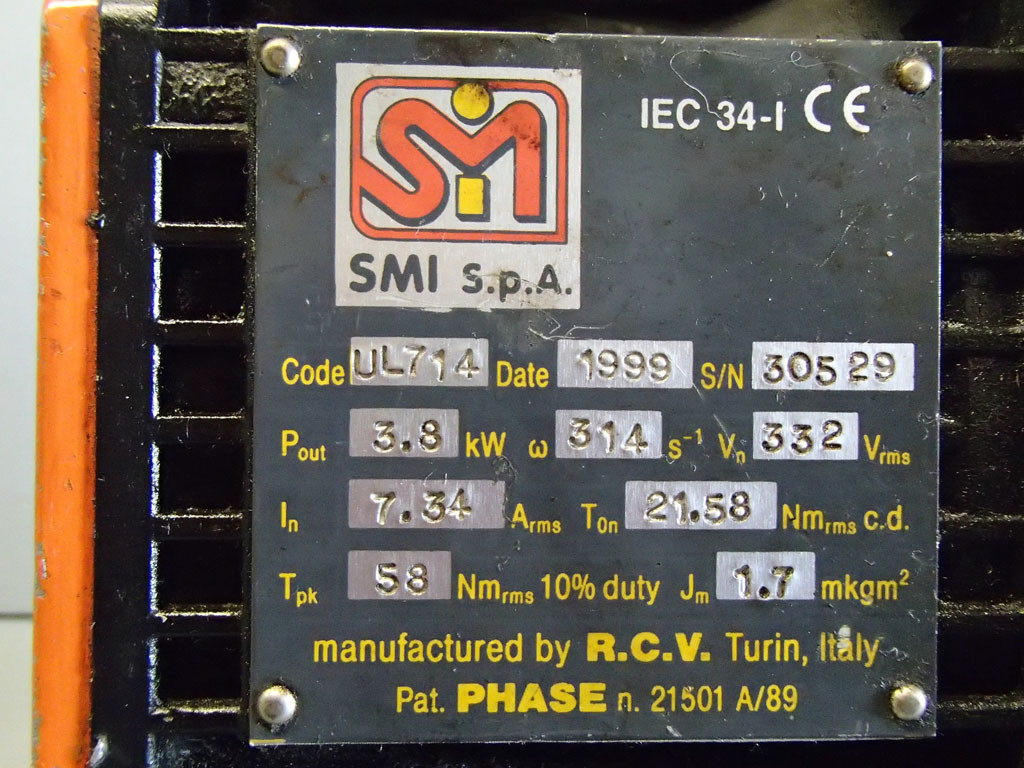 SMI
IEC 34-I CE
SMI S.p.A.
Code UL714 Date 1999 S/N 30529
Pout 3.8 kW ω 314 s⁻¹ Vn 332 Vrms
In 7.34 Arms T0n 21.58 Nmrms c.d.
Tpk 58 Nmrms 10% duty Jm 1.7 mkgm²
manufactured by R.C.V. Turin, Italy
Pat. PHASE n. 21501 A/89